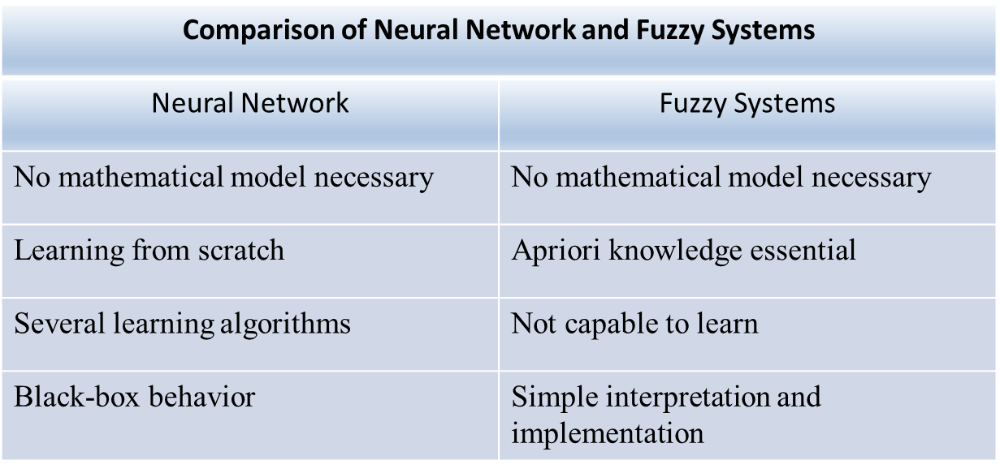 Comparison of Neural Network and Fuzzy Systems
Neural Network
Fuzzy Systems
No mathematical model necessary
No mathematical model necessary
Learning from scratch
Apriori knowledge essential
Several learning algorithms
Not capable to learn
Black-box behavior
Simple interpretation and
implementation